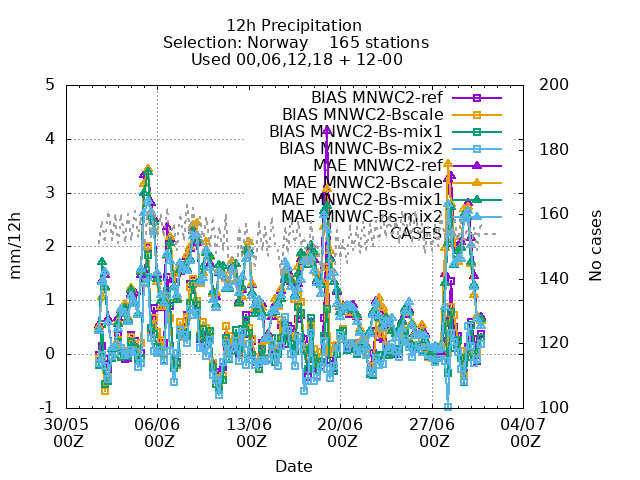 12h Precipitation
Selection: Norway    165 stations
Used 00,06,12,18 + 12-00
5
4
3
2
1
0
-1
200
180
160
140
120
100
mm/12h
No cases
BIAS MNWC2-ref
BIAS MNWC2-Bscale
BIAS MNWC2-Bs-mix1
BIAS MNWC-Bs-mix2
MAE MNWC2-ref
MAE MNWC2-Bscale
MAE MNWC2-Bs-mix1
MAE MNWC-Bs-mix2
CASES
30/05 06/06 13/06 20/06 27/06 04/07
00Z 00Z 00Z 00Z 00Z 00Z
Date